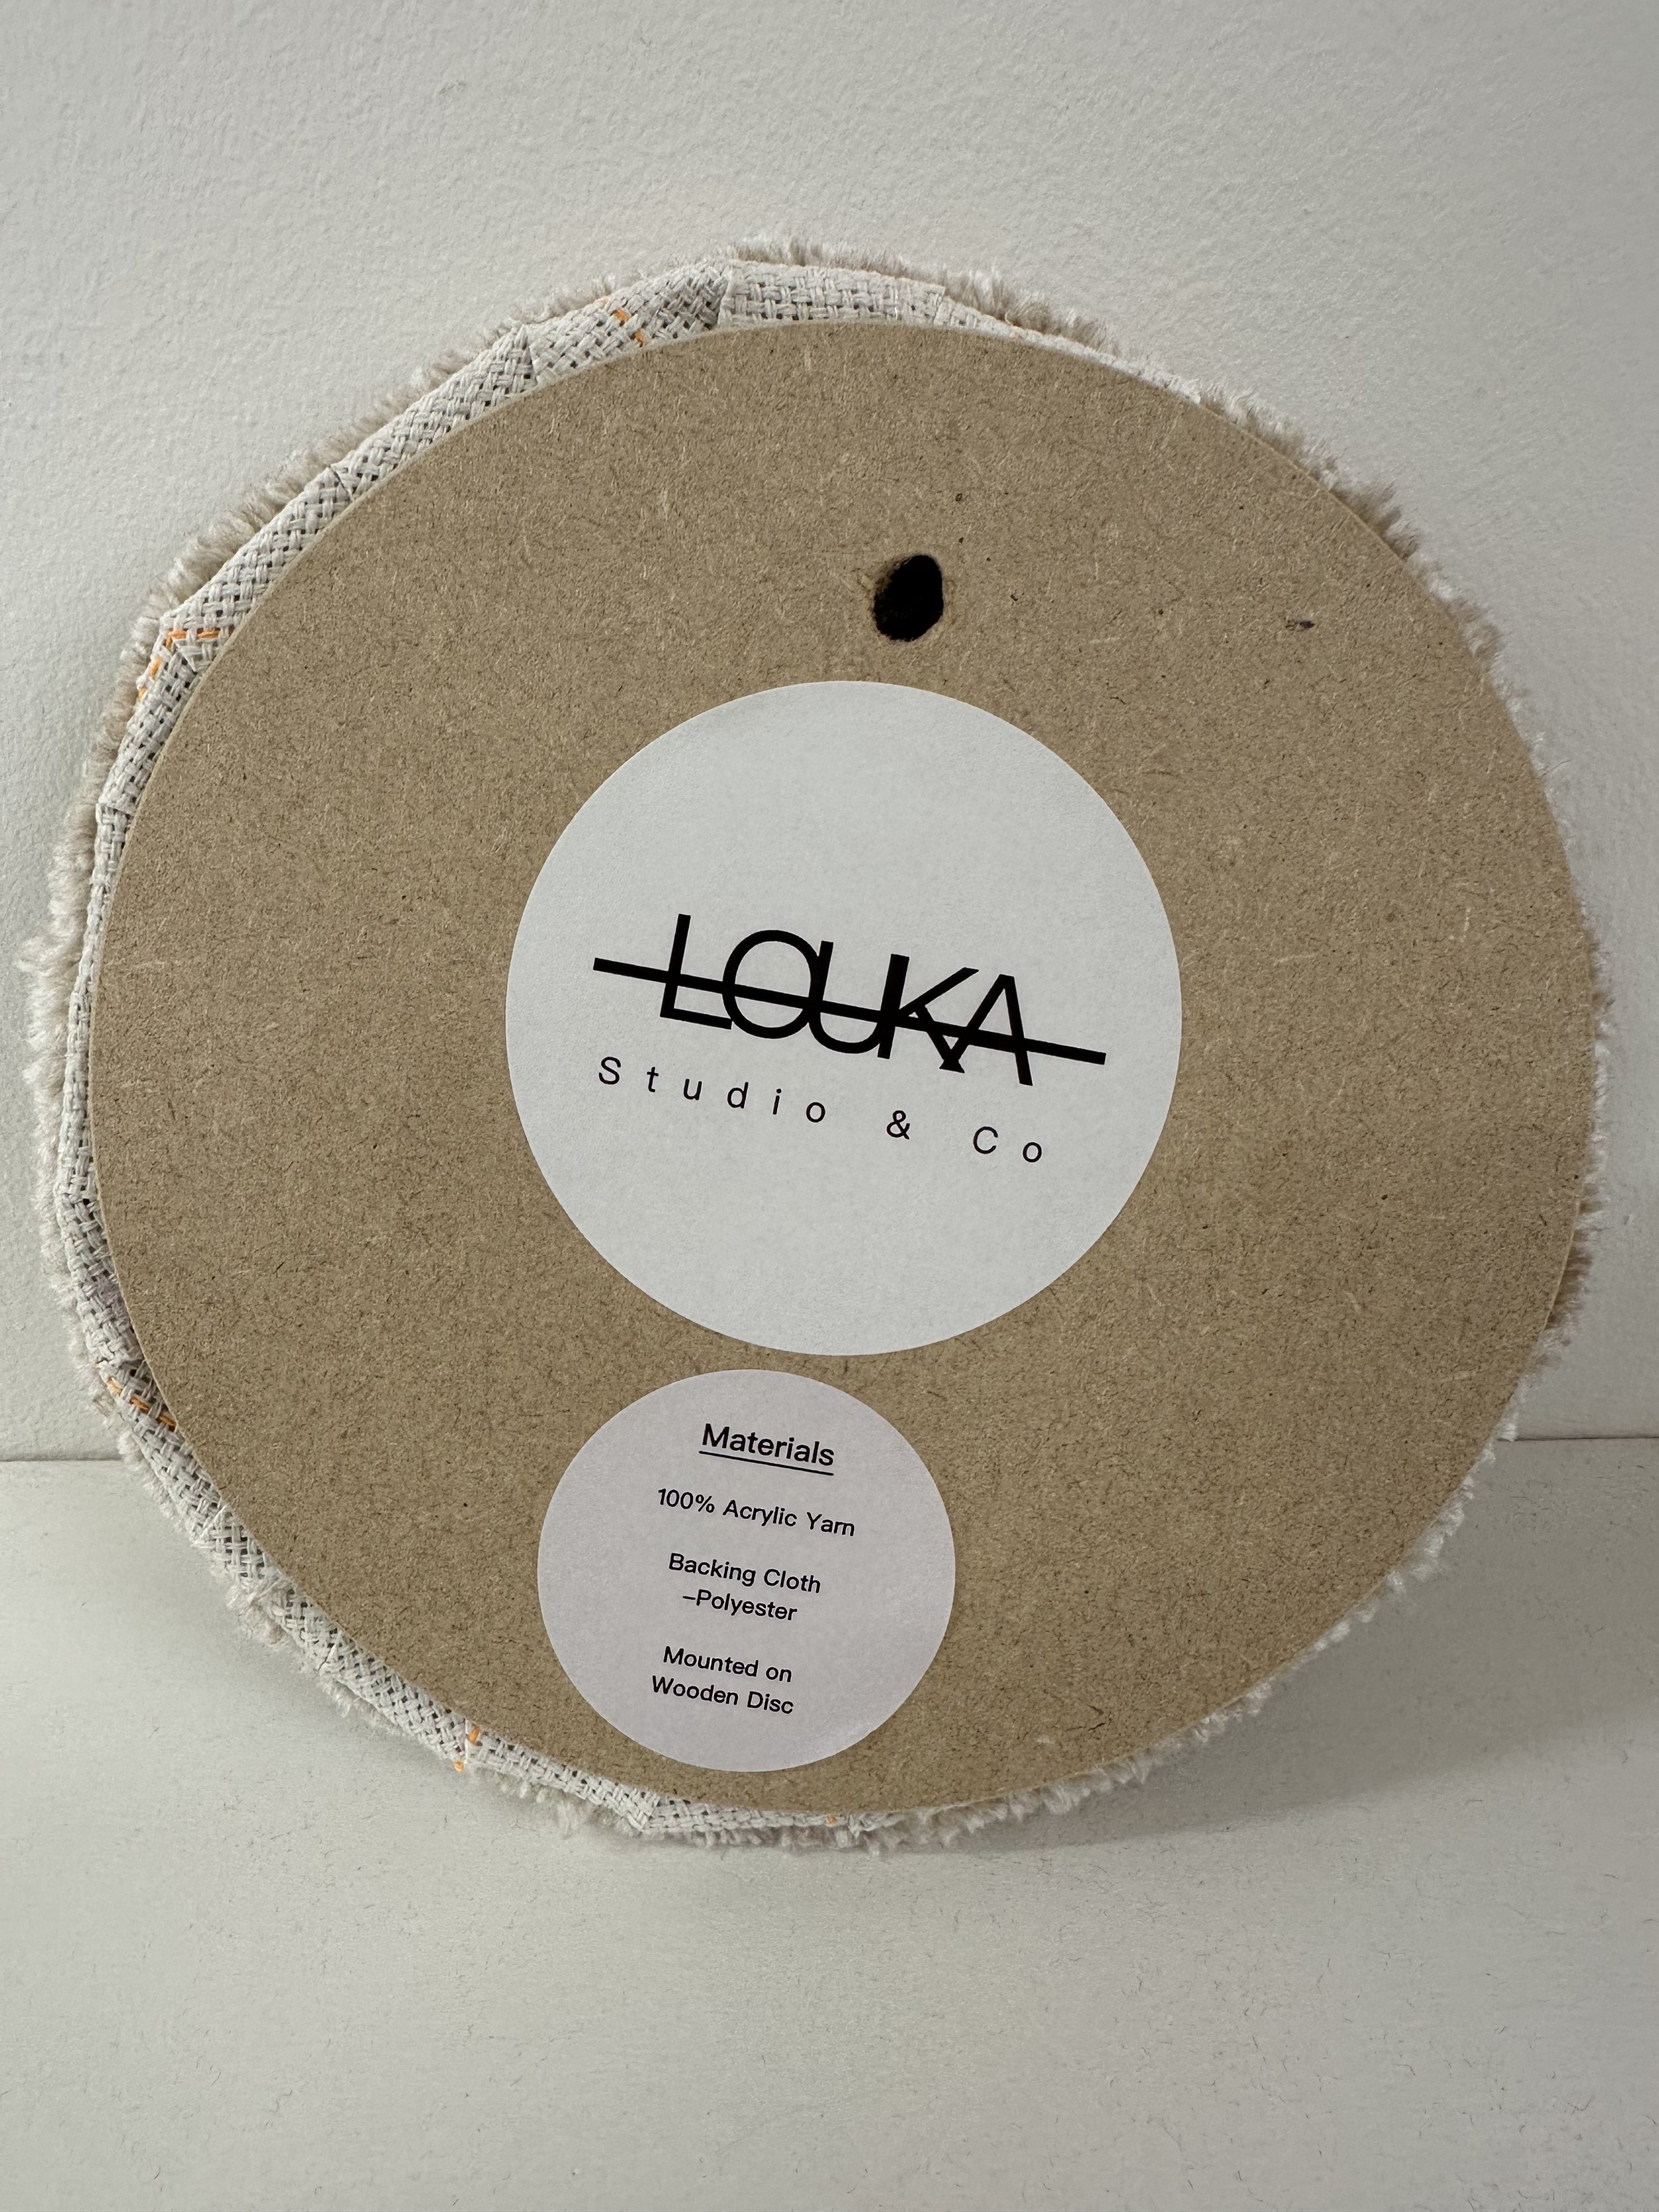 LOUKA
Studio & Co
Materials
100% Acrylic Yarn
Backing Cloth
-Polyester
Mounted on
Wooden Disc